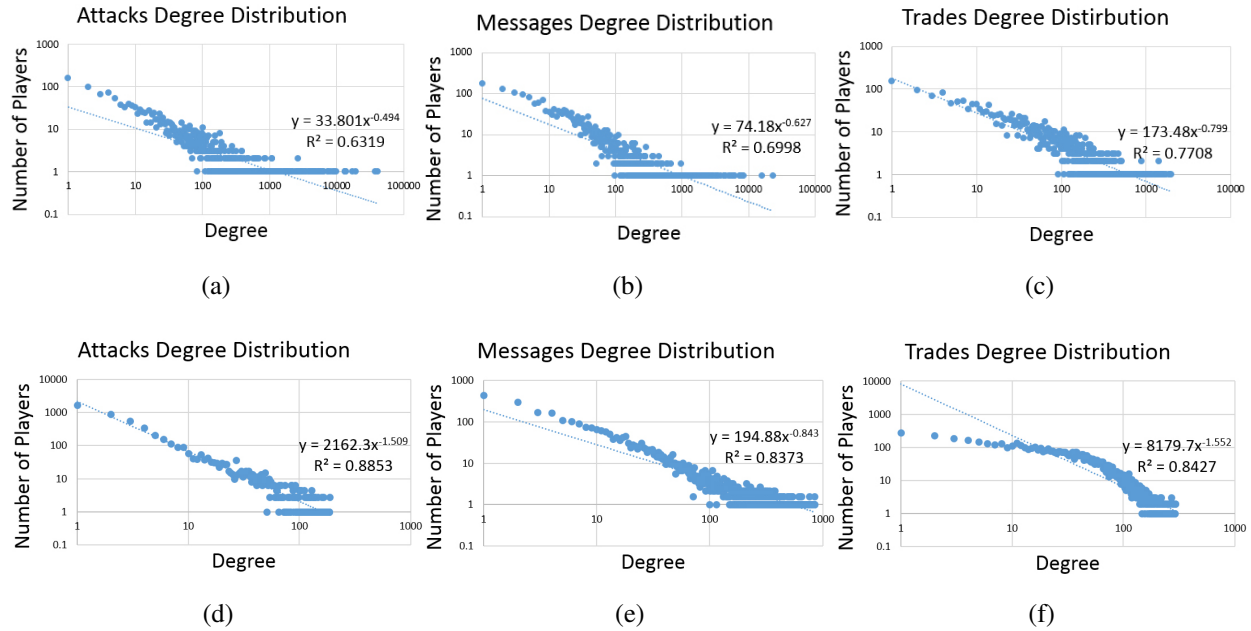 Attacks Degree Distribution
Number of Players
1000
100
10
1
0.1
1
10
100
1000
10000
100000
y = 33.801x^-0.494
R² = 0.6319
Degree
(a)
Messages Degree Distribution
Number of Players
1000
100
10
1
0.1
1
10
100
1000
10000
100000
y = 74.18x^-0.627
R² = 0.6998
Degree
(b)
Trades Degree Distirbution
Number of Players
1000
100
10
1
0.1
1
10
100
1000
10000
y = 173.48x^-0.799
R² = 0.7708
Degree
(c)
Attacks Degree Distribution
Number of Players
10000
1000
100
10
1
0.1
1
10
100
1000
y = 2162.3x^-1.509
R² = 0.8853
Degree
(d)
Messages Degree Distribution
Number of Players
1000
100
10
1
0.1
1
10
100
1000
y = 194.88x^-0.843
R² = 0.8373
Degree
(e)
Trades Degree Distribution
Number of Players
10000
1000
100
10
1
0.1
1
10
100
1000
y = 8179.7x^-1.552
R² = 0.8427
Degree
(f)